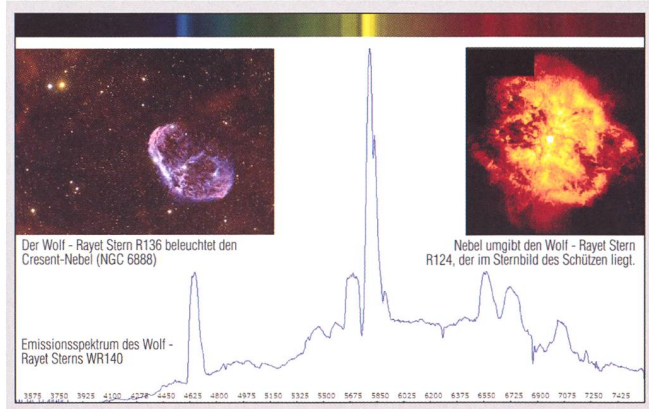 Der Wolf - Rayet Stern R136 beleuchtet den
Cresent-Nebel (NGC 6888)
Nebel umgibt den Wolf - Rayet Stern
R124, der im Sternbild des Schützen liegt.
Emissionsspektrum des Wolf -
Rayet Sterns WR140
3575 3750 3925 4100 4275 4450 4625 4800 4975 5150 5325 5500 5675 5850 6025 6200 6375 6550 6725 6900 7075 7250 7425